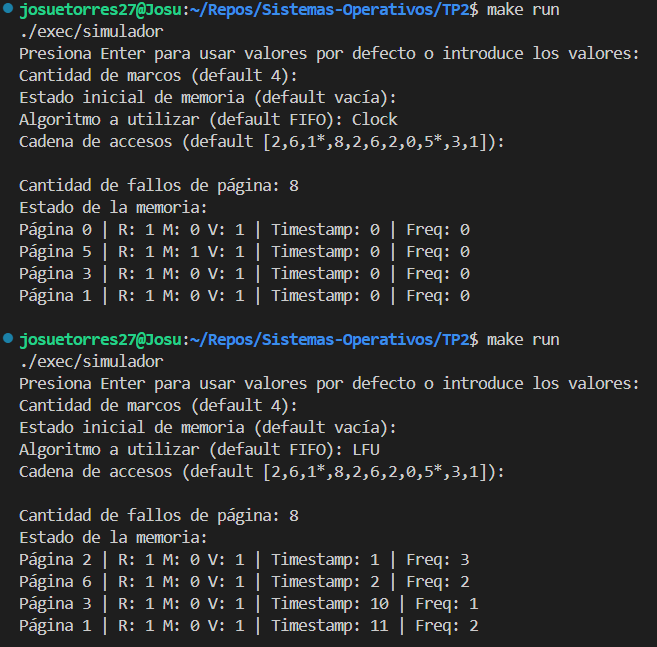 josuetorres27@Josu:~/Repos/Sistemas-Operativos/TP2$ make run
./exec/simulador
Presiona Enter para usar valores por defecto o introduce los valores:
Cantidad de marcos (default 4):
Estado inicial de memoria (default vacía):
Algoritmo a utilizar (default FIFO): Clock
Cadena de accesos (default [2,6,1*,8,2,6,2,0,5*,3,1]):
Cantidad de fallos de página: 8
Estado de la memoria:
Página 0 | R: 1 M: 0 V: 1 | Timestamp: 0 | Freq: 0
Página 5 | R: 1 M: 1 V: 1 | Timestamp: 0 | Freq: 0
Página 3 | R: 1 M: 0 V: 1 | Timestamp: 0 | Freq: 0
Página 1 | R: 1 M: 0 V: 1 | Timestamp: 0 | Freq: 0
josuetorres27@Josu:~/Repos/Sistemas-Operativos/TP2$ make run
./exec/simulador
Presiona Enter para usar valores por defecto o introduce los valores:
Cantidad de marcos (default 4):
Estado inicial de memoria (default vacía):
Algoritmo a utilizar (default FIFO): LFU
Cadena de accesos (default [2,6,1*,8,2,6,2,0,5*,3,1]):
Cantidad de fallos de página: 8
Estado de la memoria:
Página 2 | R: 1 M: 0 V: 1 | Timestamp: 1 | Freq: 3
Página 6 | R: 1 M: 0 V: 1 | Timestamp: 2 | Freq: 2
Página 3 | R: 1 M: 0 V: 1 | Timestamp: 10 | Freq: 1
Página 1 | R: 1 M: 0 V: 1 | Timestamp: 11 | Freq: 2